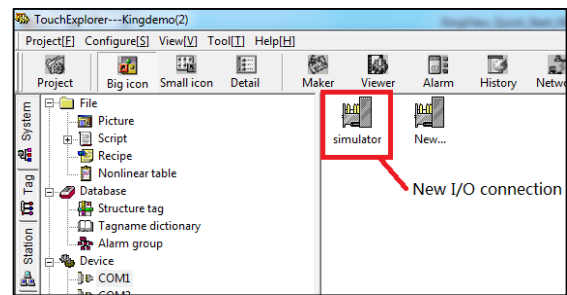 TouchExplorer---Kingdemo(2)
Project[F] Configure[S] View[V] Tool[T] Help[H]
Project Big icon Small icon Detail Maker Viewer Alarm History Netwo
System
Tag
Station
File
Picture
Script
Recipe
Nonlinear table
Database
Structure tag
Tagname dictionary
Alarm group
Device
COM1
COM2
simulator New...
New I/O connection